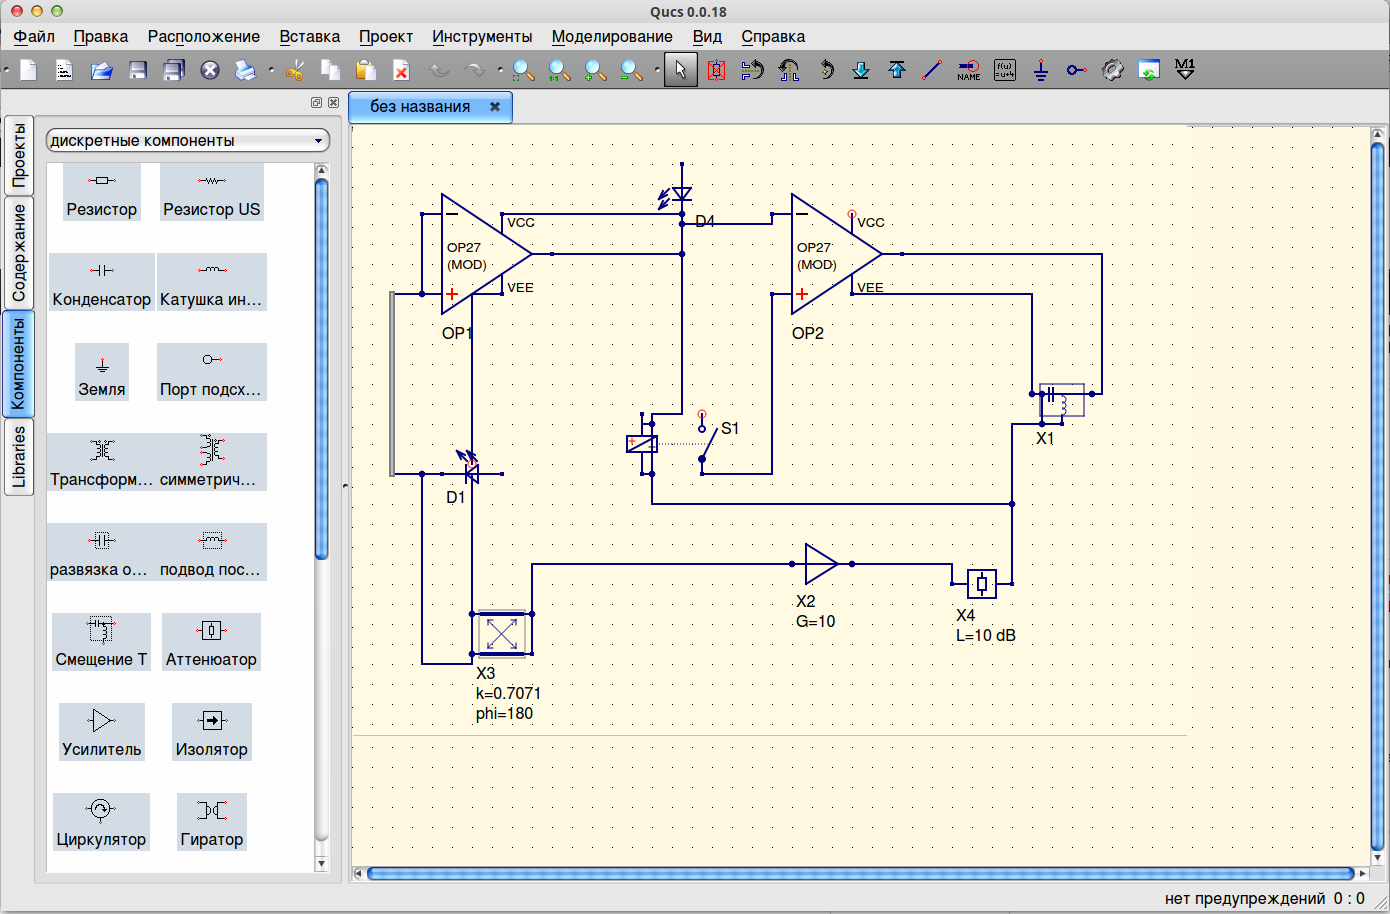 Qucs 0.0.18
Файл Правка Расположение Вставка Проект Инструменты Моделирование Вид Справка
1:1 NAME f(u) u=4 M1
без названия
Проекты
Содержание
Компоненты
Libraries
дискретные компоненты
Резистор Резистор US
Конденсатор Катушка ин...
Земля Порт подсх...
Трансформ... симметрич...
развязка о... подвод пос...
Смещение Т Аттенюатор
Усилитель Изолятор
Циркулятор Гиратор
D4
VCC
OP27
(MOD)
VEE
OP1
VCC
OP27
(MOD)
VEE
OP2
S1
X1
D1
X2
G=10
X4
L=10 dB
X3
k=0.7071
phi=180
нет предупреждений 0 : 0